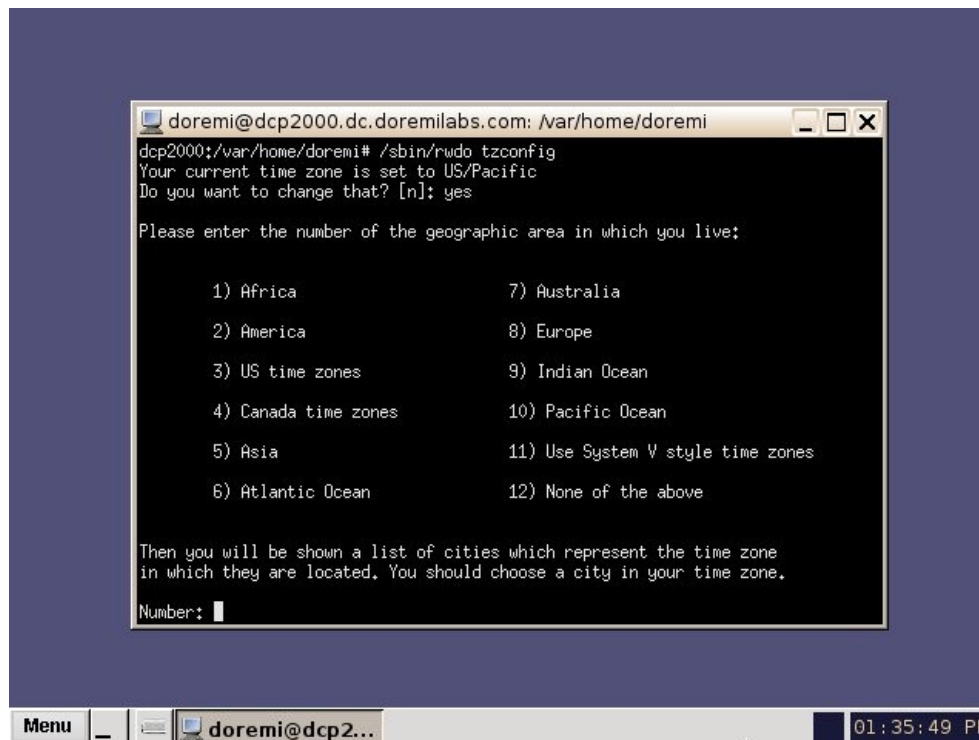 doremi@dcp2000.dc.doremilabs.com: /var/home/doremi
dcp2000:/var/home/doremi# /sbin/rwdo tzconfig
Your current time zone is set to US/Pacific
Do you want to change that? [n]: yes
Please enter the number of the geographic area in which you live:
1) Africa 7) Australia
2) America 8) Europe
3) US time zones 9) Indian Ocean
4) Canada time zones 10) Pacific Ocean
5) Asia 11) Use System V style time zones
6) Atlantic Ocean 12) None of the above
Then you will be shown a list of cities which represent the time zone
in which they are located. You should choose a city in your time zone.
Number:
Menu _ doremi@dcp2... 01:35:49 P